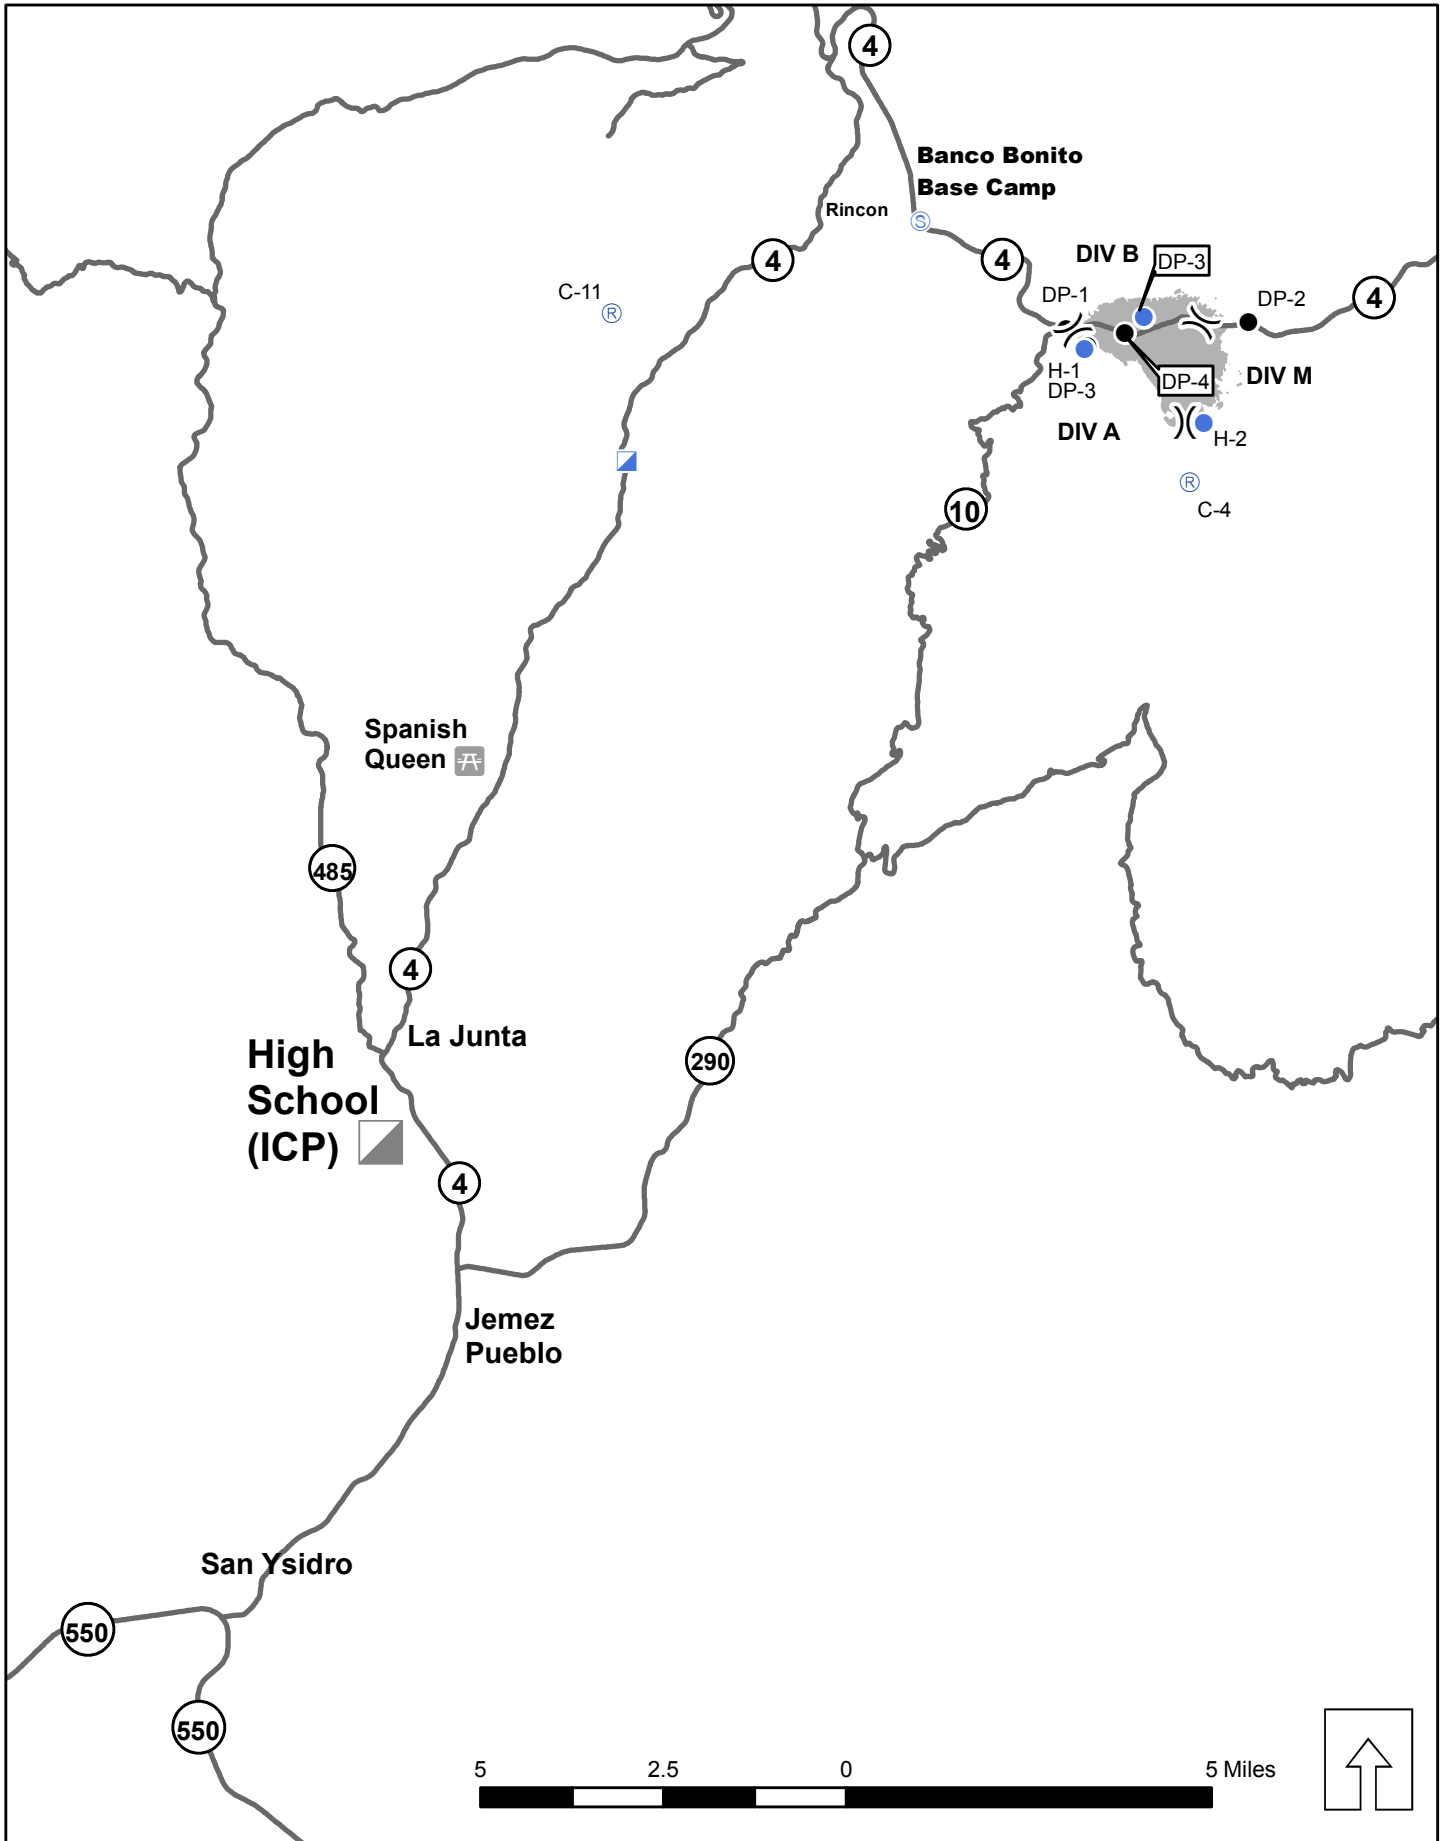 4
Banco Bonito
Base Camp
Rincon
S
4
4
DIV B
DP-3
C-11
R
DP-1
DP-2
4
H-1
DP-3
DP-4
DIV M
DIV A
H-2
R
C-4
10
Spanish
Queen
485
4
La Junta
High
School
(ICP)
290
4
Jemez
Pueblo
San Ysidro
550
550
5 2.5 0 5 Miles